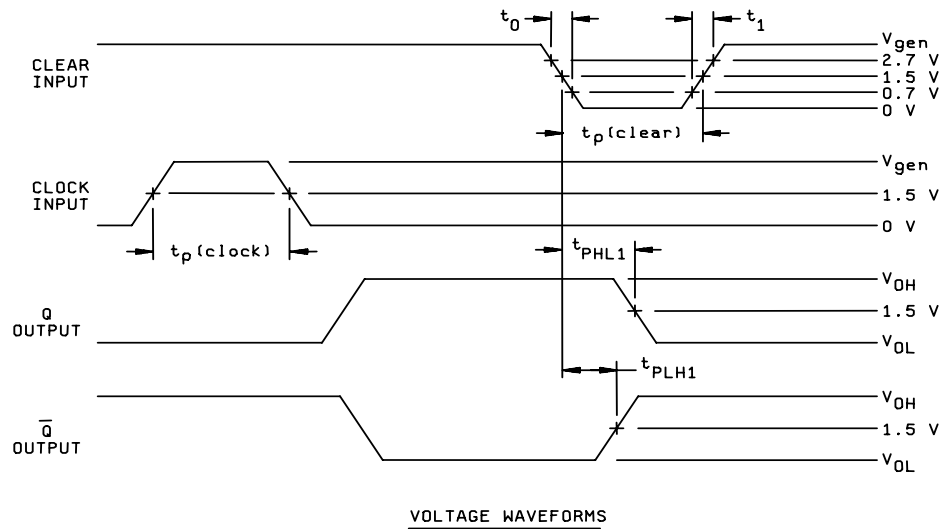 t0
t1
CLEAR
INPUT
Vgen
2.7 V
1.5 V
0.7 V
0 V
tp(clear)
CLOCK
INPUT
Vgen
1.5 V
0 V
tp(clock)
tPHL1
Q
OUTPUT
VOH
1.5 V
VOL
tPLH1
Q̅
OUTPUT
VOH
1.5 V
VOL
VOLTAGE WAVEFORMS